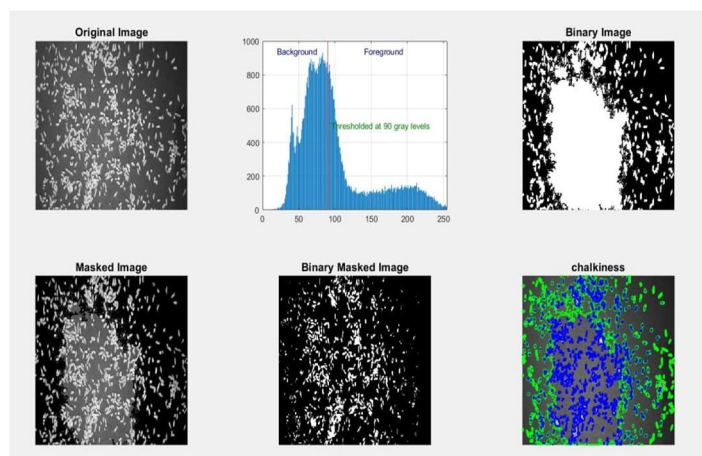 Original Image
Binary Image
1000
Background
Foreground
800
600
Thresholded at 90 gray levels
400
200
0
0 50 100 150 200 250
Masked Image
Binary Masked Image
chalkiness